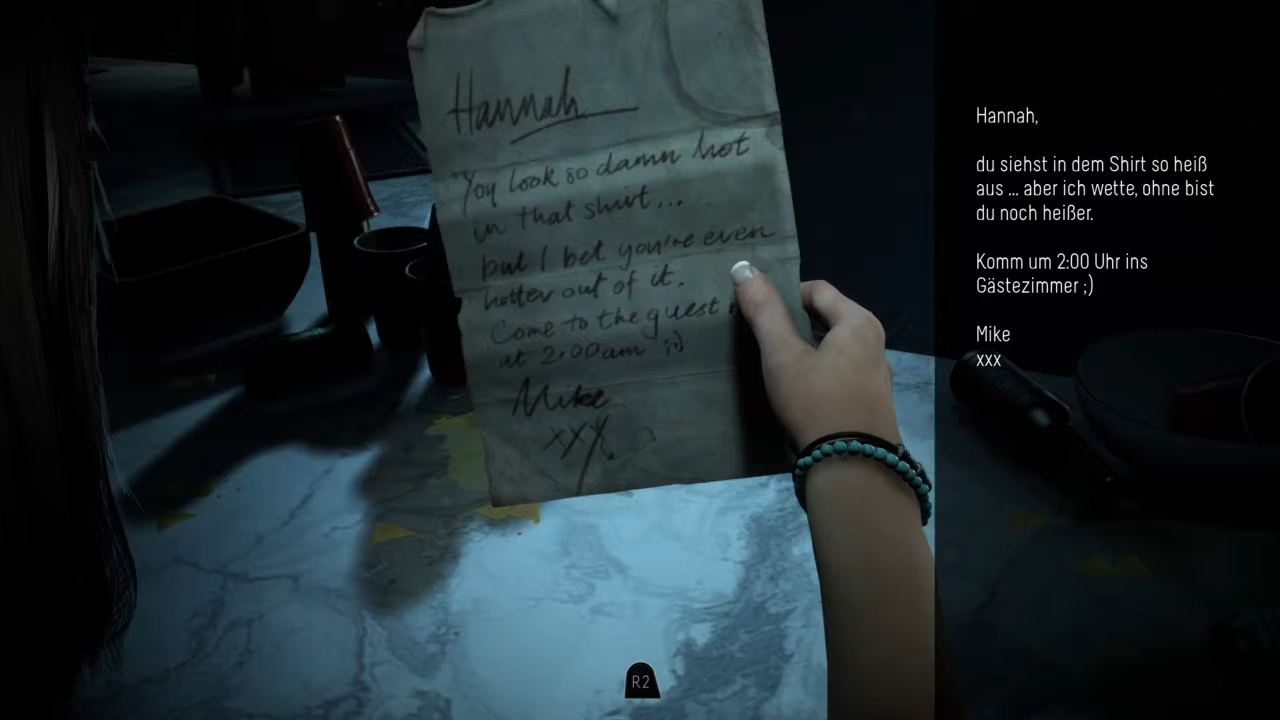 Hannah
You look so damn hot
in that shirt...
but I bet you're even
hotter out of it.
Come to the guest
at 2:00am ;)
Mike
xxx.
Hannah,
du siehst in dem Shirt so heiß
aus ... aber ich wette, ohne bist
du noch heißer.
Komm um 2:00 Uhr ins
Gästezimmer ;)
Mike
xxx
R2